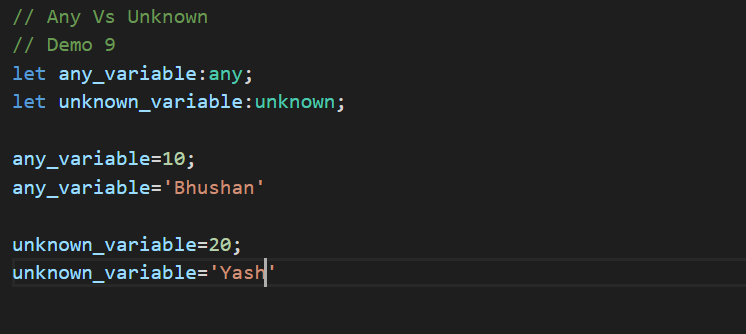 // Any Vs Unknown
// Demo 9
let any_variable:any;
let unknown_variable:unknown;
any_variable=10;
any_variable='Bhushan'
unknown_variable=20;
unknown_variable='Yash'